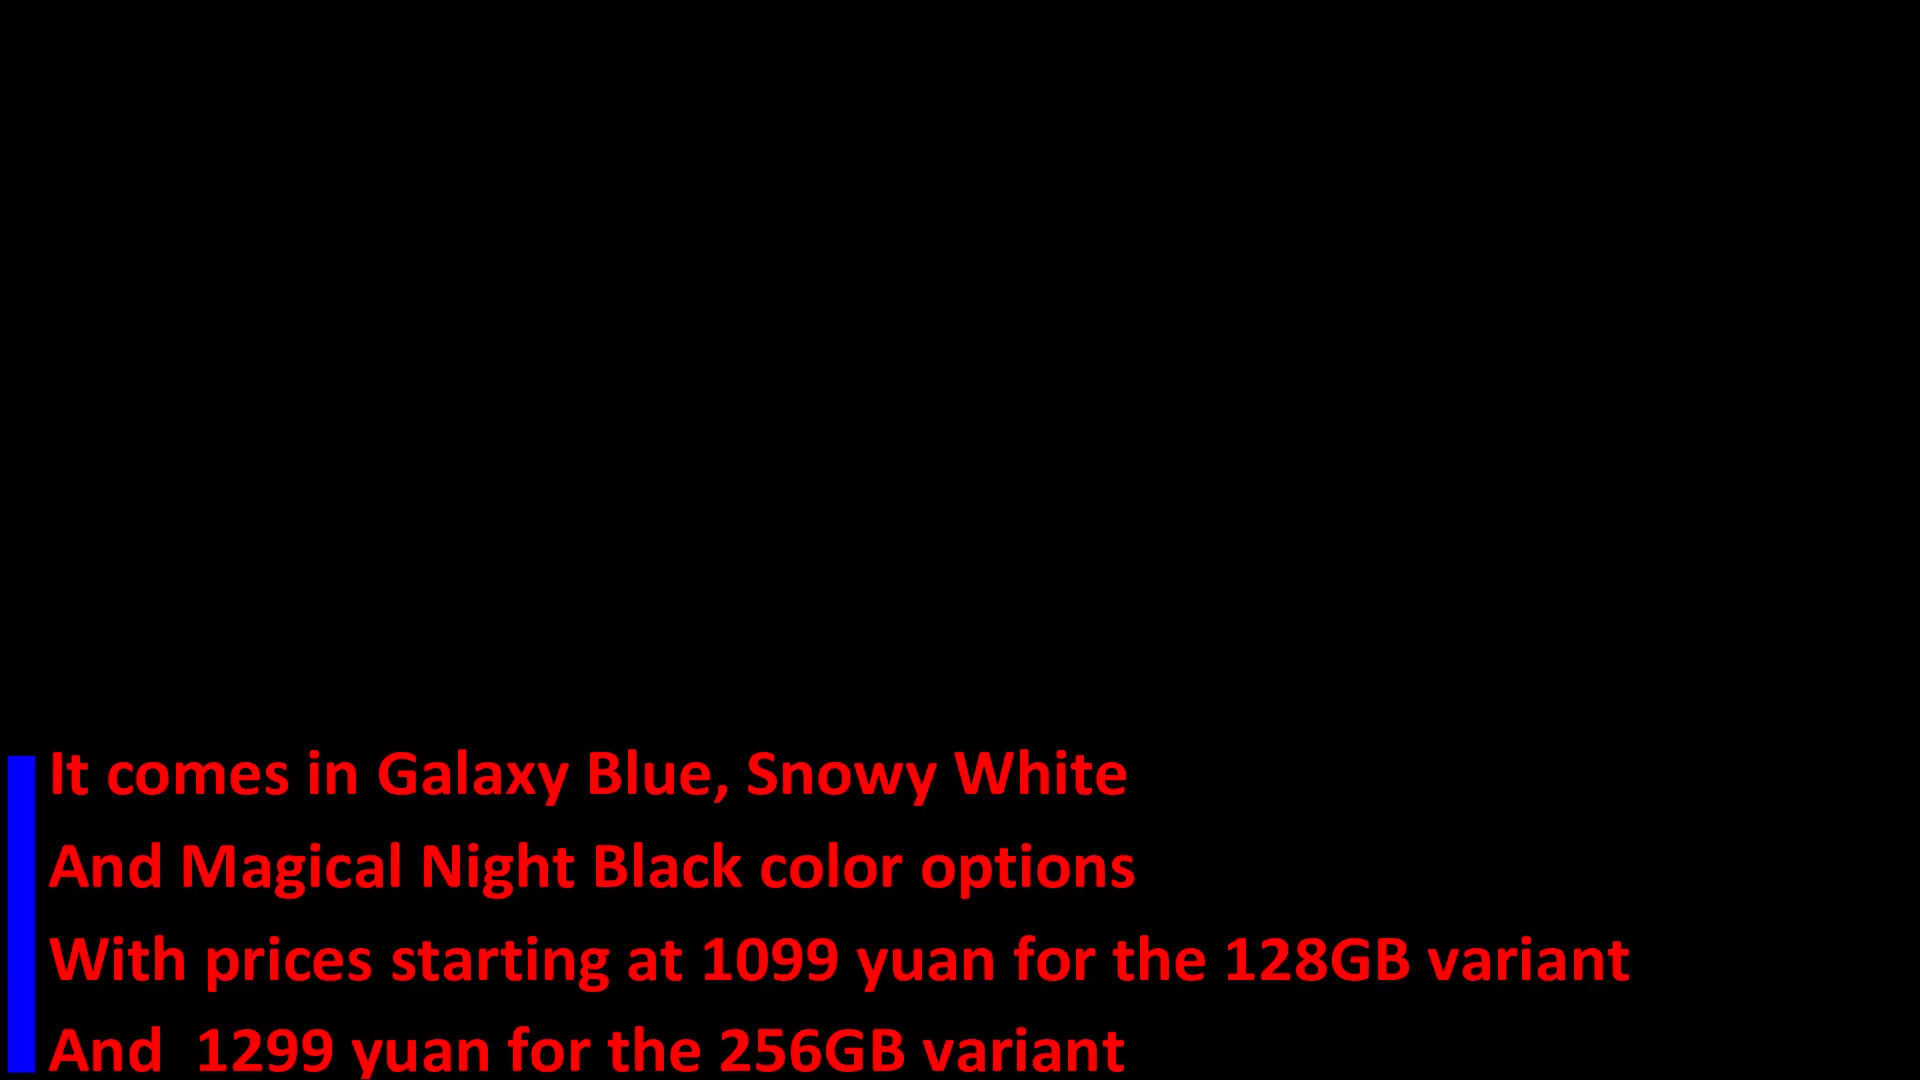 It comes in Galaxy Blue, Snowy White
And Magical Night Black color options
With prices starting at 1099 yuan for the 128GB variant
And  1299 yuan for the 256GB variant